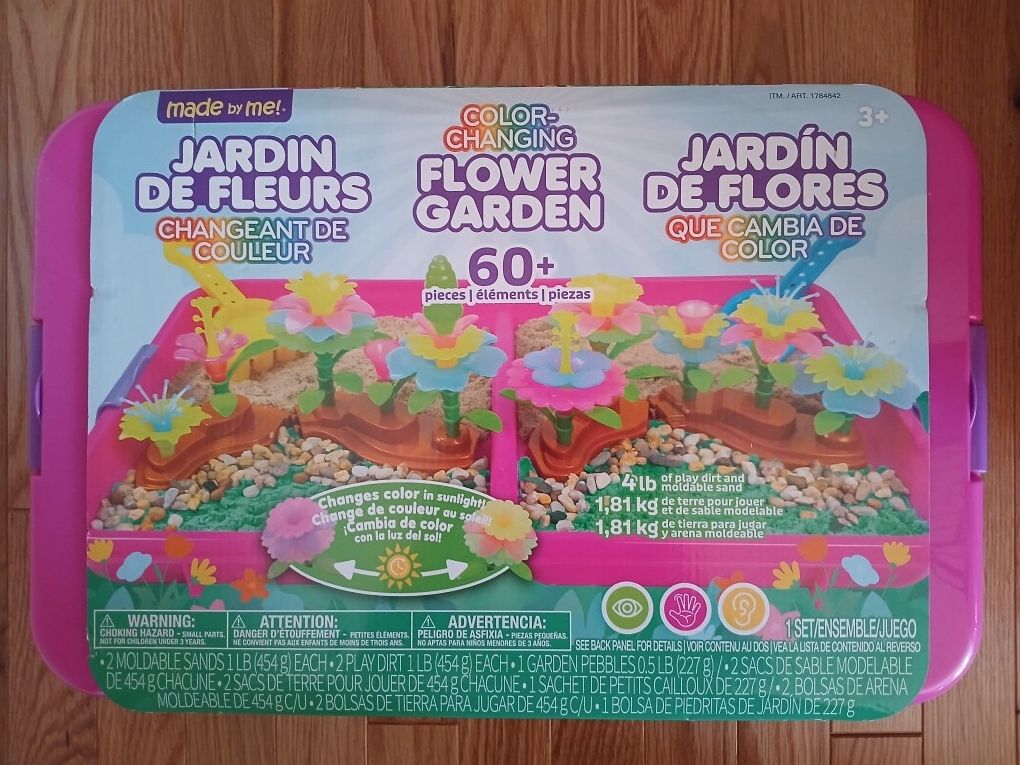 made by me!
ITM. / ART. 1784842
3+
JARDIN
DE FLEURS
CHANGEANT DE
COULEUR
COLOR-
CHANGING
FLOWER
GARDEN
60+
pieces | éléments | piezas
JARDÍN
DE FLORES
QUE CAMBIA DE
COLOR
4 lb of play dirt and
moldable sand
1,81 kg de terre pour jouer
et de sable modelable
1,81 kg de tierra para jugar
y arena moldeable
Changes color in sunlight!
Change de couleur au soleil!
¡Cambia de color
con la luz del sol!
WARNING:
CHOKING HAZARD - SMALL PARTS.
NOT FOR CHILDREN UNDER 3 YEARS.
ATTENTION:
DANGER D'ÉTOUFFEMENT - PETITES ÉLÉMENTS.
NE CONVIENT PAS AUX ENFANTS DE MOINS DE 3 ANS.
ADVERTENCIA:
PELIGRO DE ASFIXIA - PIEZAS PEQUEÑAS.
NO APTAS PARA NIÑOS MENORES DE 3 AÑOS.
1 SET/ENSEMBLE/JUEGO
SEE BACK PANEL FOR DETAILS | VOIR CONTENU AU DOS | VEA LA LISTA DE CONTENIDO AL REVERSO
• 2 MOLDABLE SANDS 1 LB (454 g) EACH • 2 PLAY DIRT 1 LB (454 g) EACH • 1 GARDEN PEBBLES 0.5 LB (227 g) / • 2 SACS DE SABLE MODELABLE
DE 454 g CHACUNE • 2 SACS DE TERRE POUR JOUER DE 454 g CHACUNE • 1 SACHET DE PETITS CAILLOUX DE 227 g / • 2, BOLSAS DE ARENA
MOLDEABLE DE 454 g C/U • 2 BOLSAS DE TIERRA PARA JUGAR DE 454 g C/U • 1 BOLSA DE PIEDRITAS DE JARDIN DE 227 g